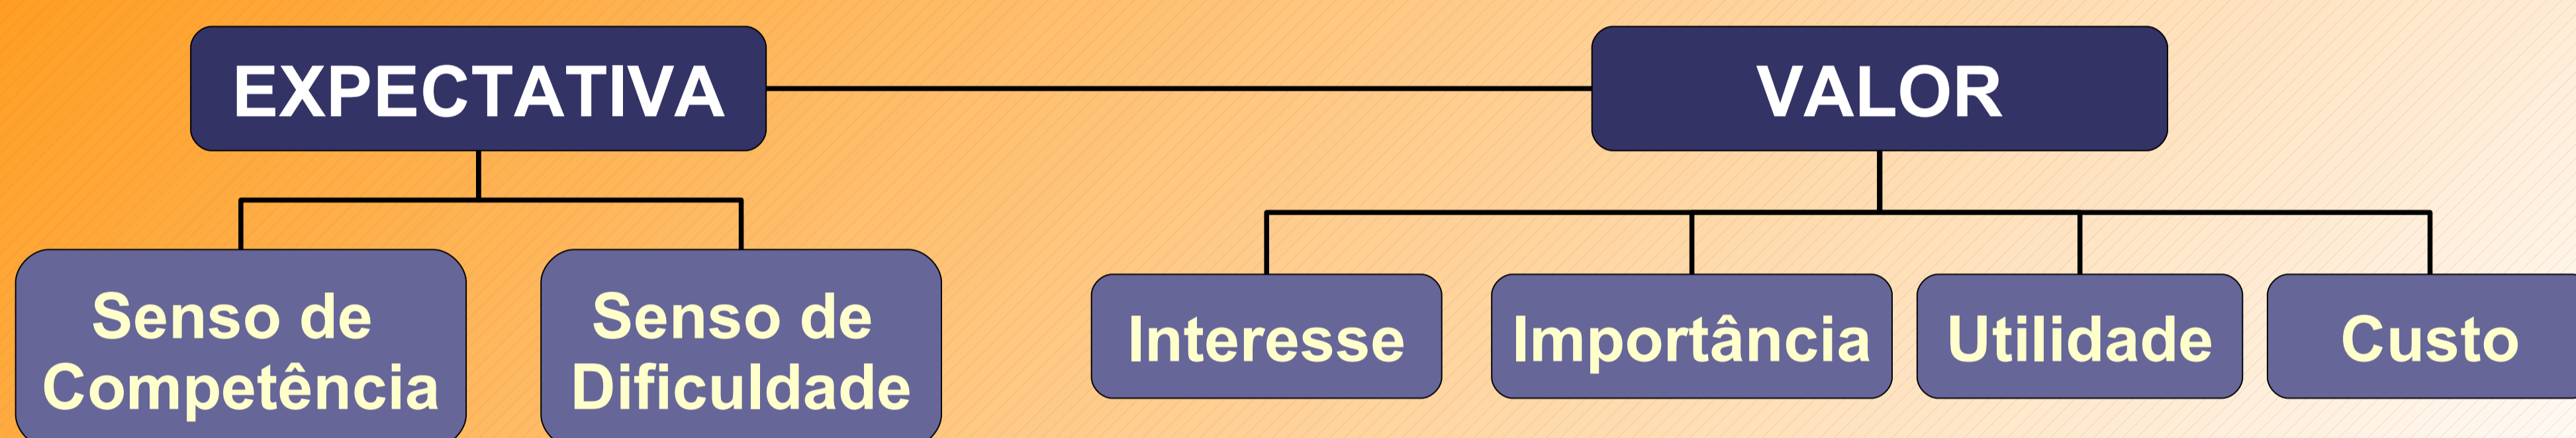 EXPECTATIVA
VALOR
Senso de
Competência
Senso de
Dificuldade
Interesse
Importância
Utilidade
Custo